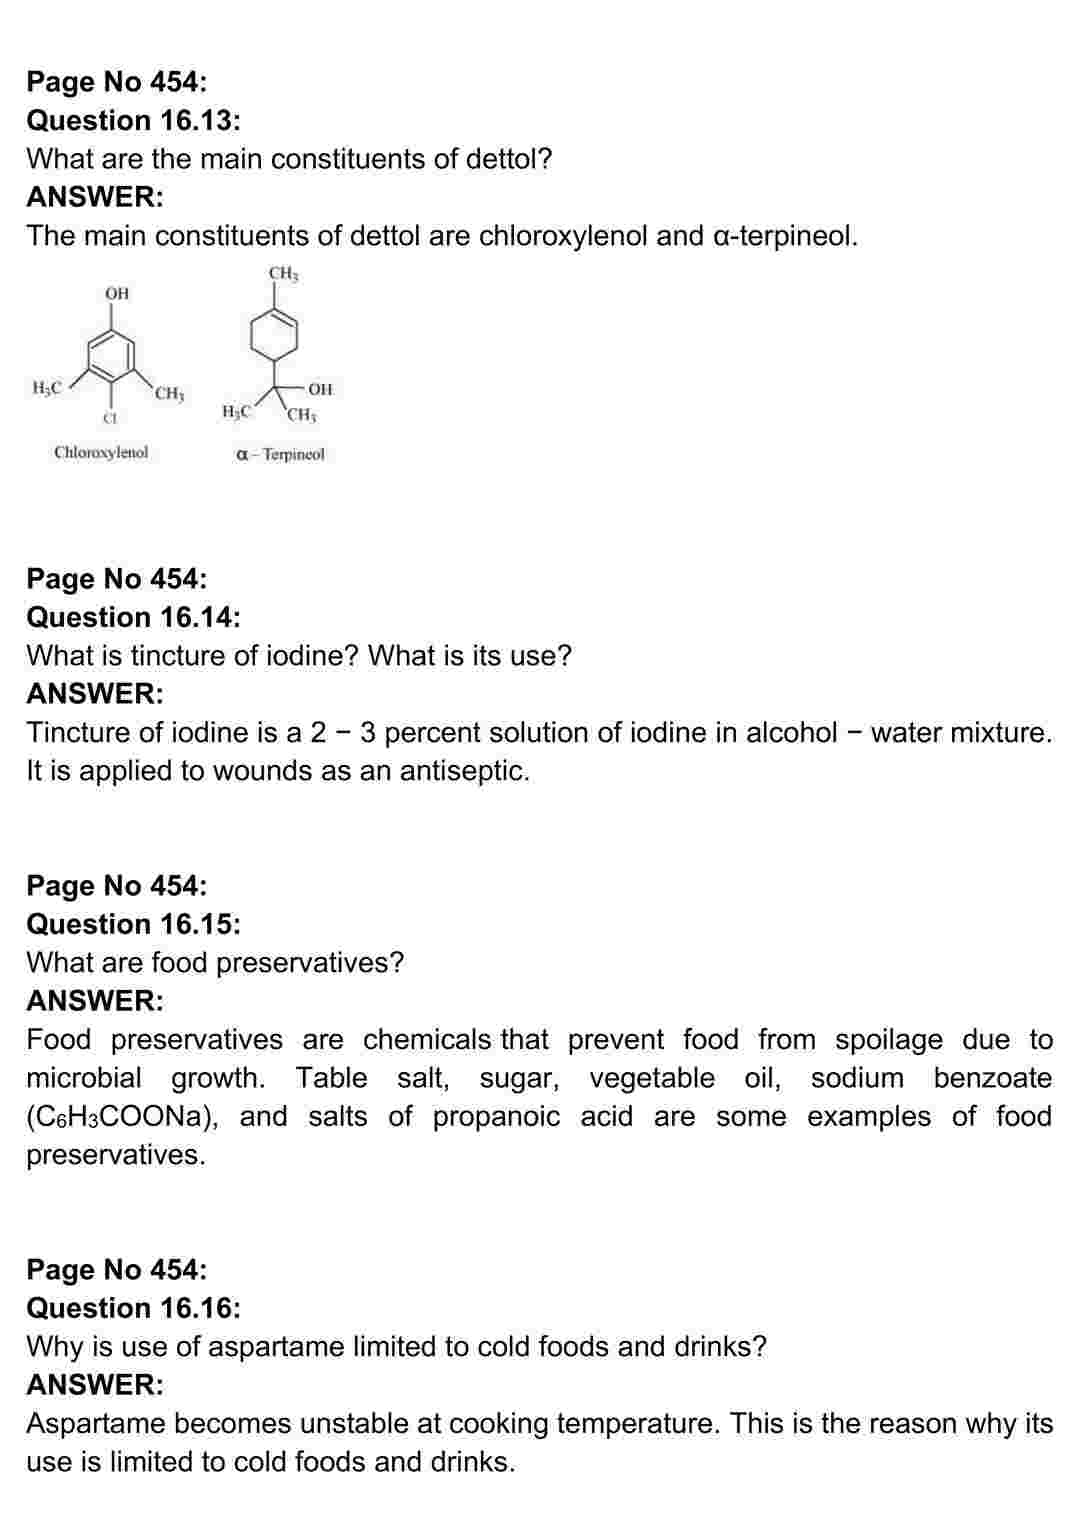 Page No 454:
Question 16.13:
What are the main constituents of dettol?
ANSWER:
The main constituents of dettol are chloroxylenol and α-terpineol.
CH₃
OH
H₃C
CH₃
Cl
OH
H₃C
CH₃
Chloroxylenol
α – Terpineol
Page No 454:
Question 16.14:
What is tincture of iodine? What is its use?
ANSWER:
Tincture of iodine is a 2 − 3 percent solution of iodine in alcohol − water mixture.
It is applied to wounds as an antiseptic.
Page No 454:
Question 16.15:
What are food preservatives?
ANSWER:
Food preservatives are chemicals that prevent food from spoilage due to
microbial growth. Table salt, sugar, vegetable oil, sodium benzoate
(C₆H₃COONa), and salts of propanoic acid are some examples of food
preservatives.
Page No 454:
Question 16.16:
Why is use of aspartame limited to cold foods and drinks?
ANSWER:
Aspartame becomes unstable at cooking temperature. This is the reason why its
use is limited to cold foods and drinks.